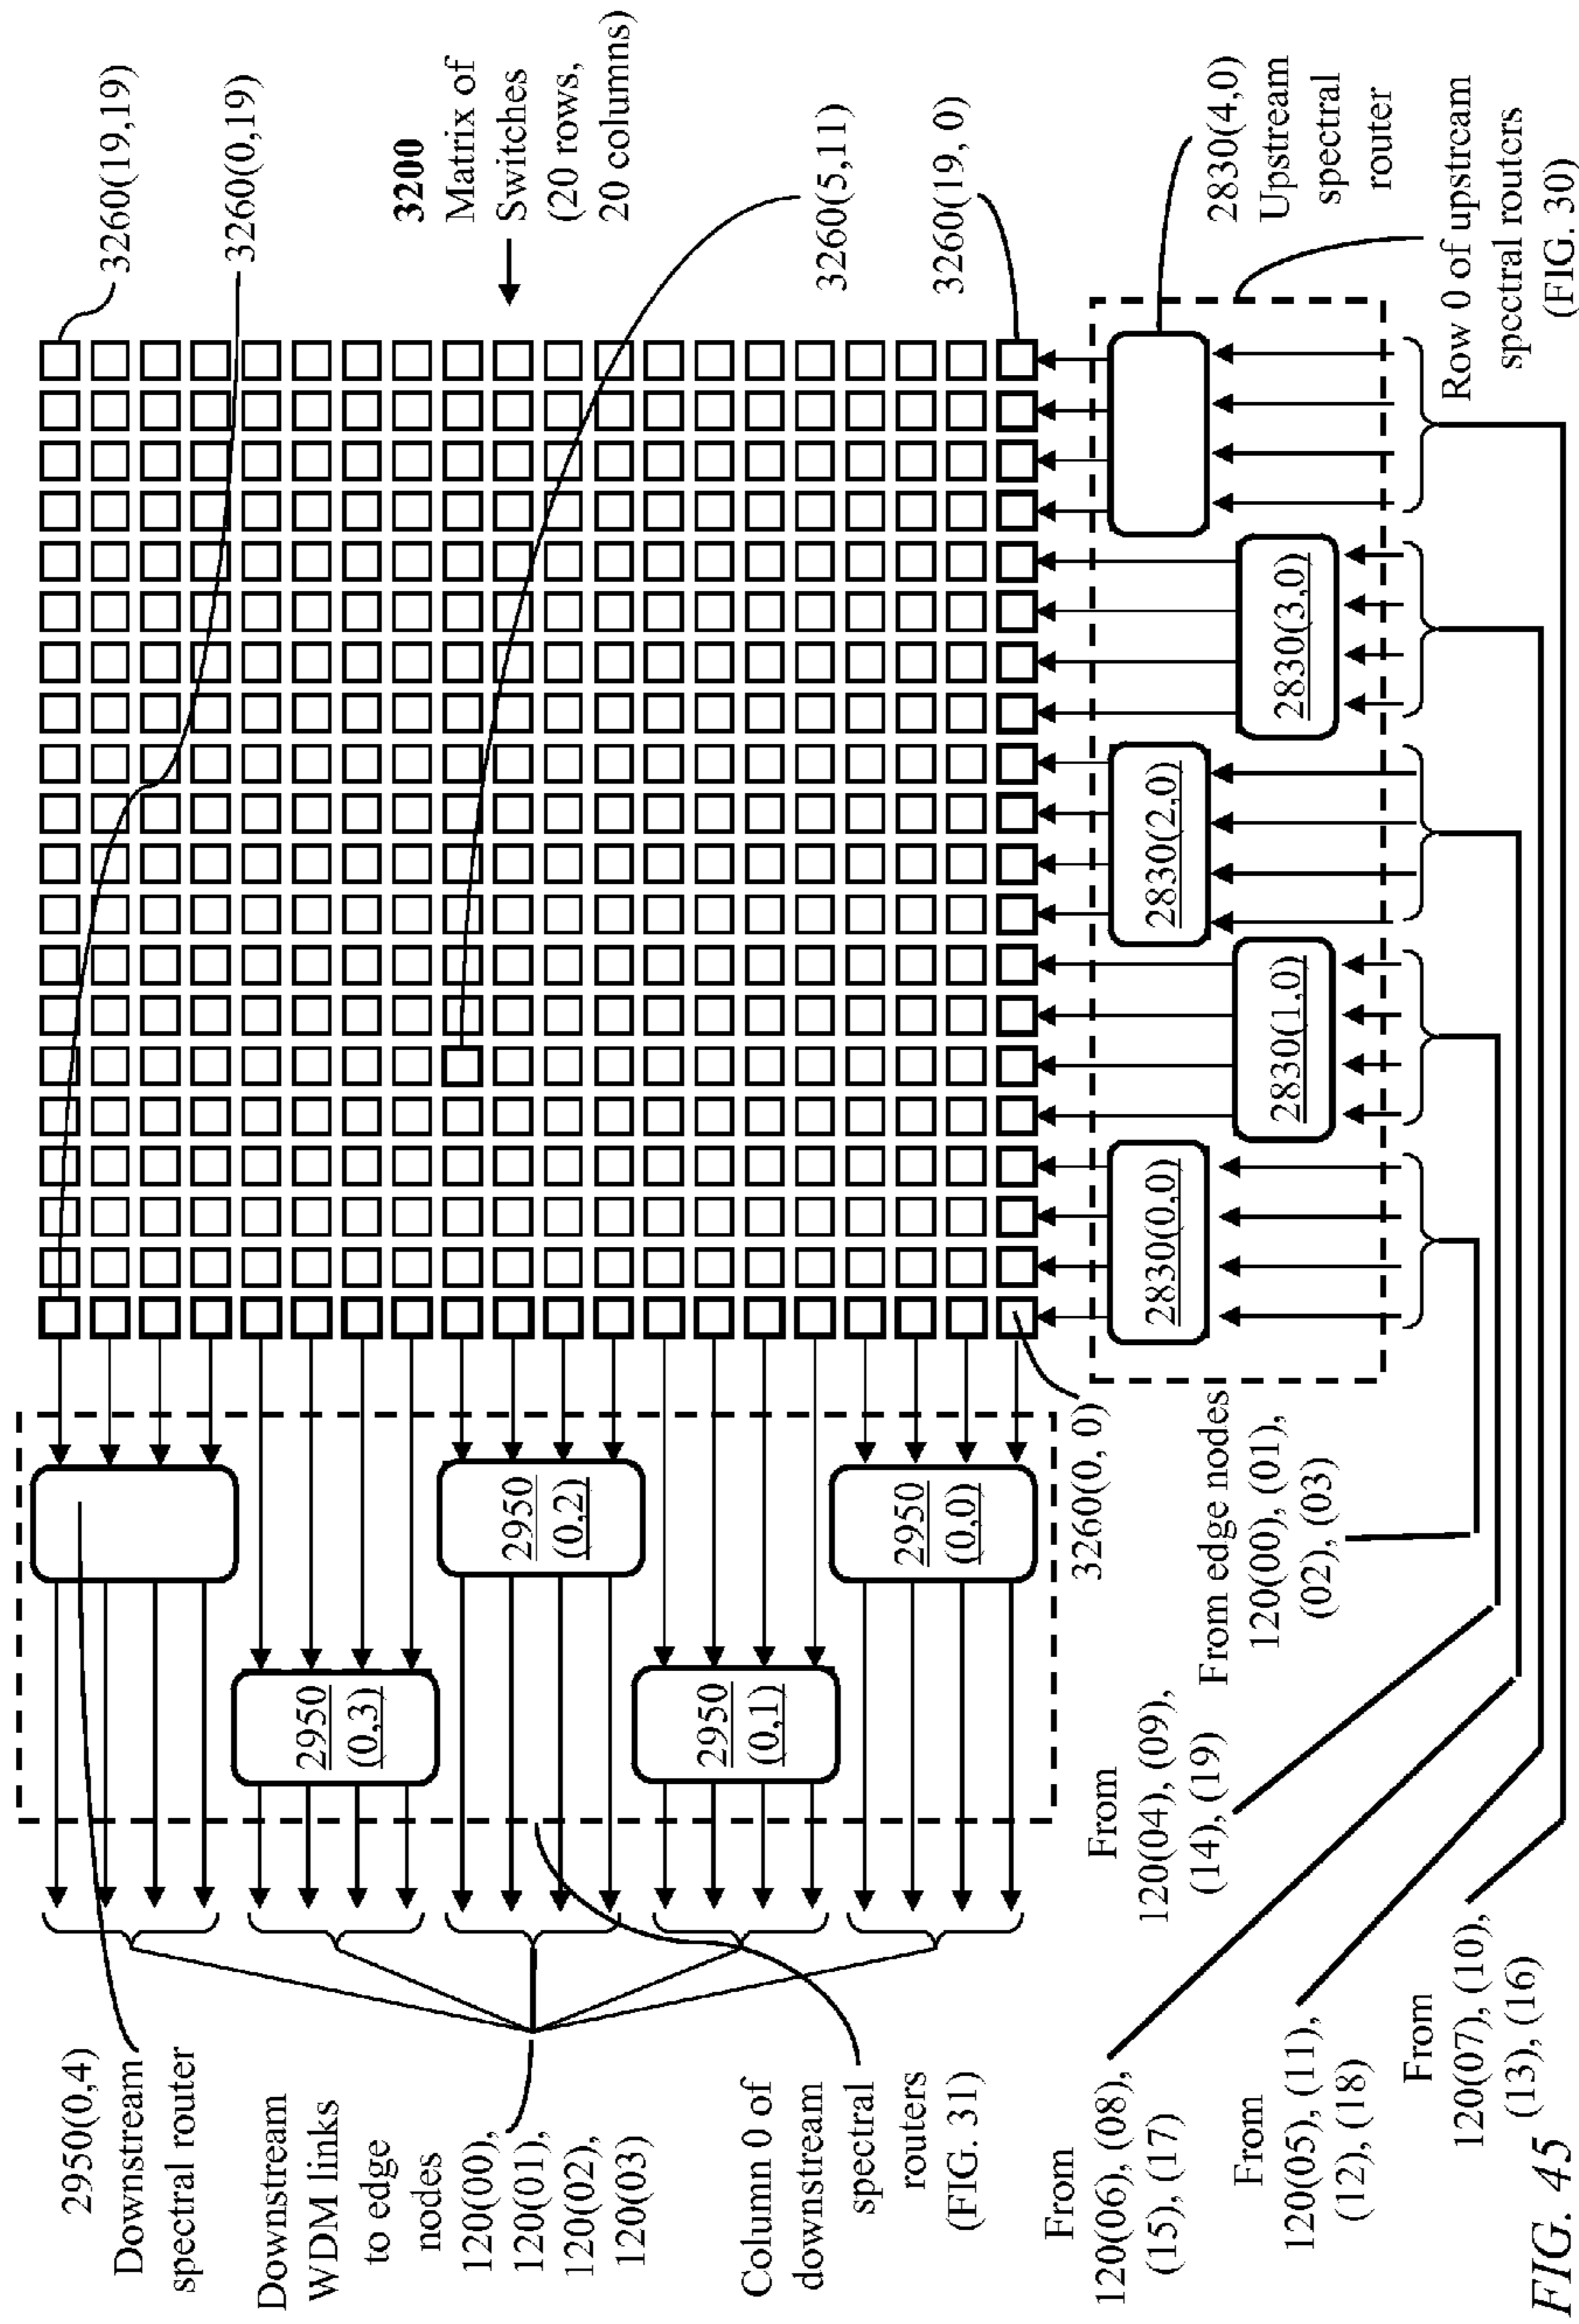 2950(0,4)
Downstream
spectral router
Downstream
WDM links
to edge
nodes
120(00),
120(01),
120(02),
120(03)
Column 0 of
downstream
spectral
routers
(FIG. 31)
2950
(0,3)
2950
(0,2)
2950
(0,1)
2950
(0,0)
3260(19,19)
3260(0,19)
3200
Matrix of
Switches
(20 rows,
20 columns)
3260(5,11)
3260(19, 0)
3260(0, 0)
2830(4,0)
Upstream
spectral
router
2830(0,0)
2830(1,0)
2830(2,0)
2830(3,0)
Row 0 of upstream
spectral routers
(FIG. 30)
From edge nodes
120(00), (01),
(02), (03)
From
120(04), (09),
(14), (19)
From
120(06), (08),
(15), (17)
From
120(05), (11),
(12), (18)
From
120(07), (10),
(13), (16)
FIG. 45